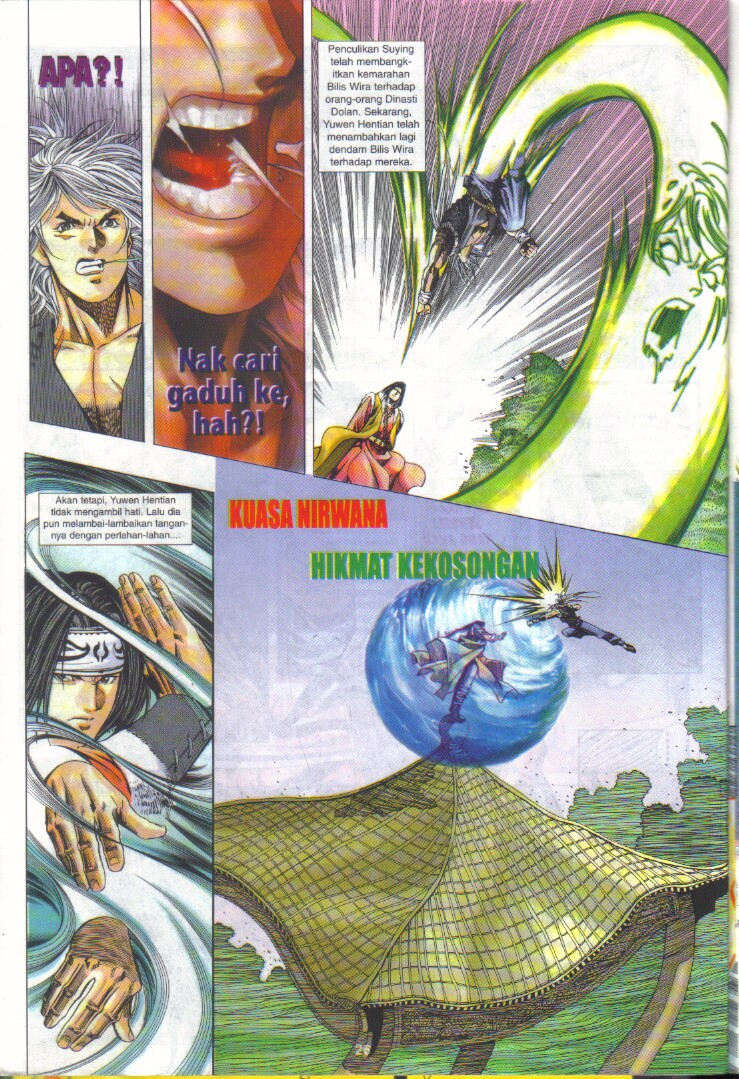 APA?!
Nak cari
gaduh ke,
hah?!
Penculikan Suying
telah membangk-
itkan kemarahan
Bilis Wira terhadap
orang-orang Dinasti
Dolan. Sekarang,
Yuwen Hentian telah
menambahkan lagi
dendam Bilis Wira
terhadap mereka.
Akan tetapi, Yuwen Hentian
tidak mengambil hati. Lalu dia
pun melambai-lambaikan tangan-
nya dengan perlahan-lahan....
KUASA NIRWANA
HIKMAT KEKOSONGAN